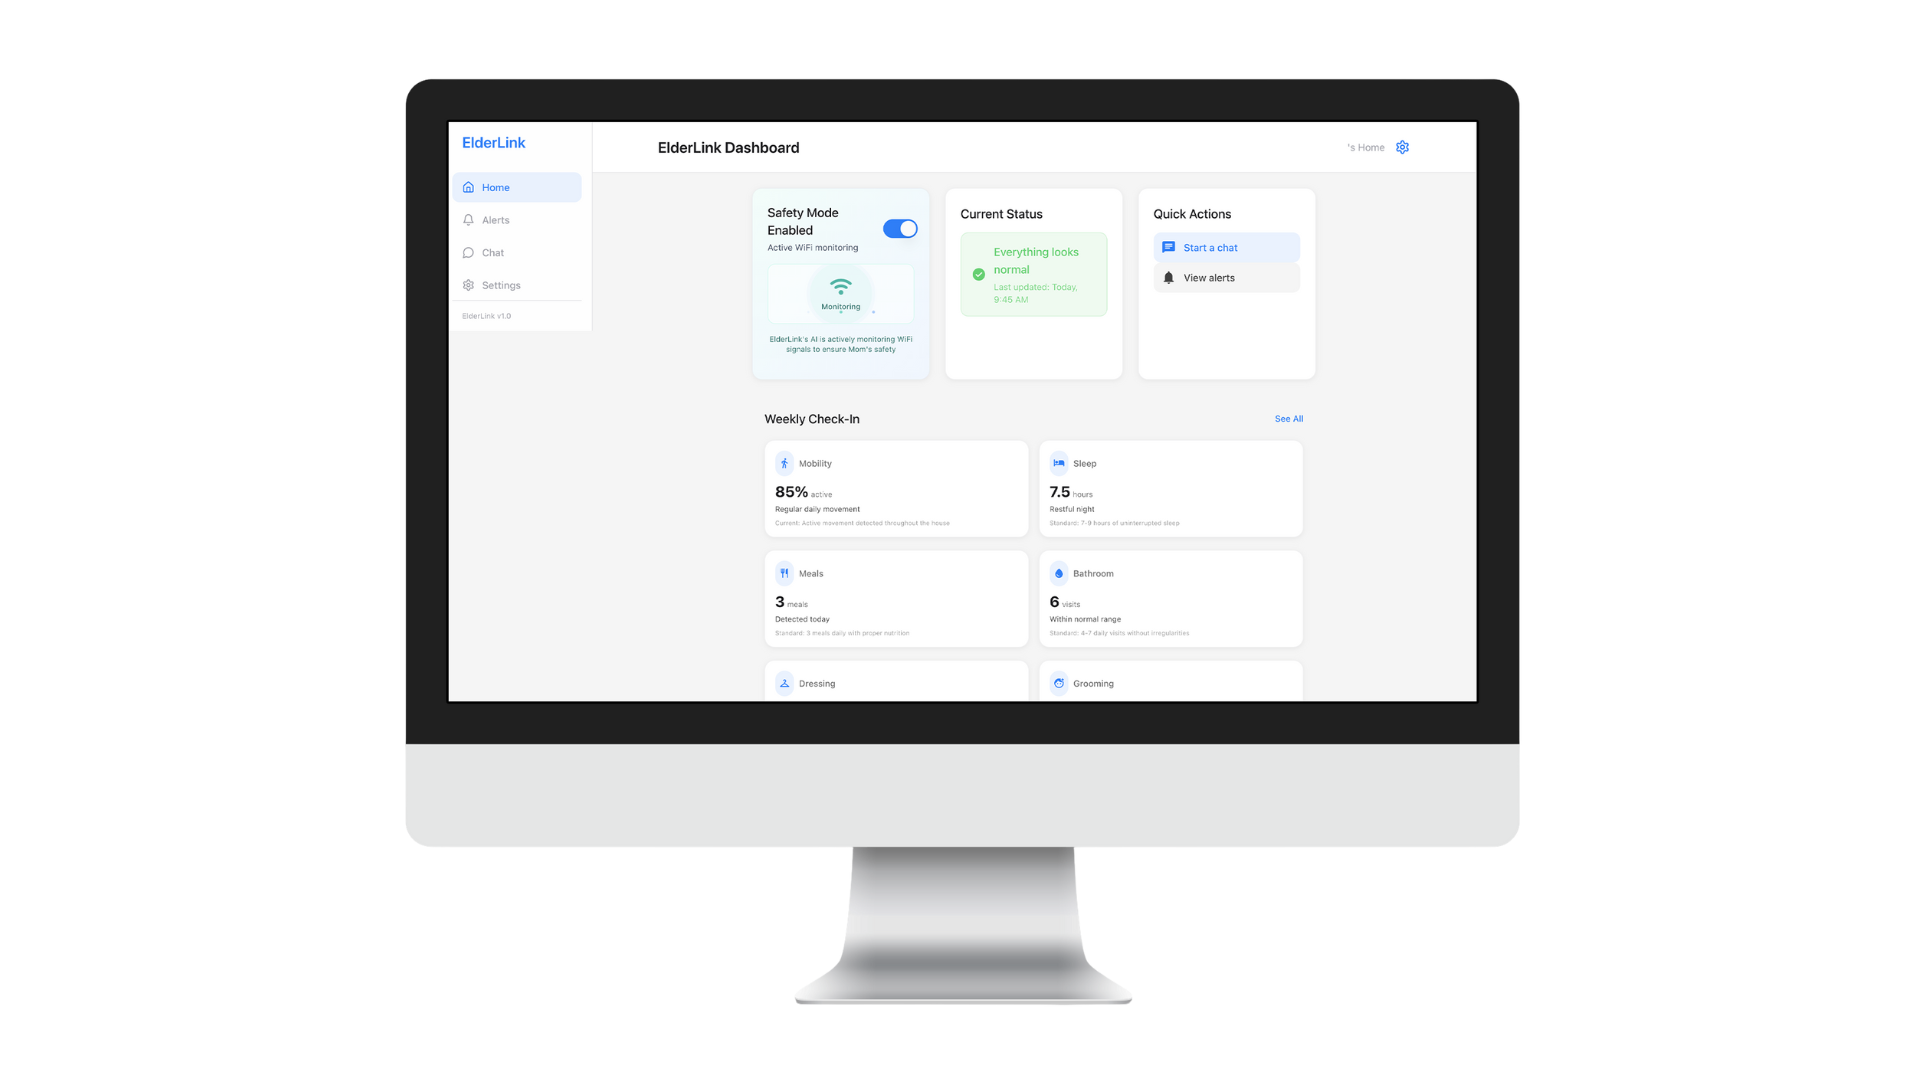 ElderLink
Home
Alerts
Chat
Settings
ElderLink v1.0
ElderLink Dashboard
's Home
Safety Mode
Enabled
Active WiFi monitoring
Monitoring
ElderLink's AI is actively monitoring WiFi
signals to ensure Mom's safety
Current Status
Everything looks
normal
Last updated: Today,
9:45 AM
Quick Actions
Start a chat
View alerts
Weekly Check-In
See All
Mobility
85% active
Regular daily movement
Current: Active movement detected throughout the house
Sleep
7.5 hours
Restful night
Standard: 7-9 hours of uninterrupted sleep
Meals
3 meals
Detected today
Standard: 3 meals daily with proper nutrition
Bathroom
6 visits
Within normal range
Standard: 4-7 daily visits without irregularities
Dressing
Grooming